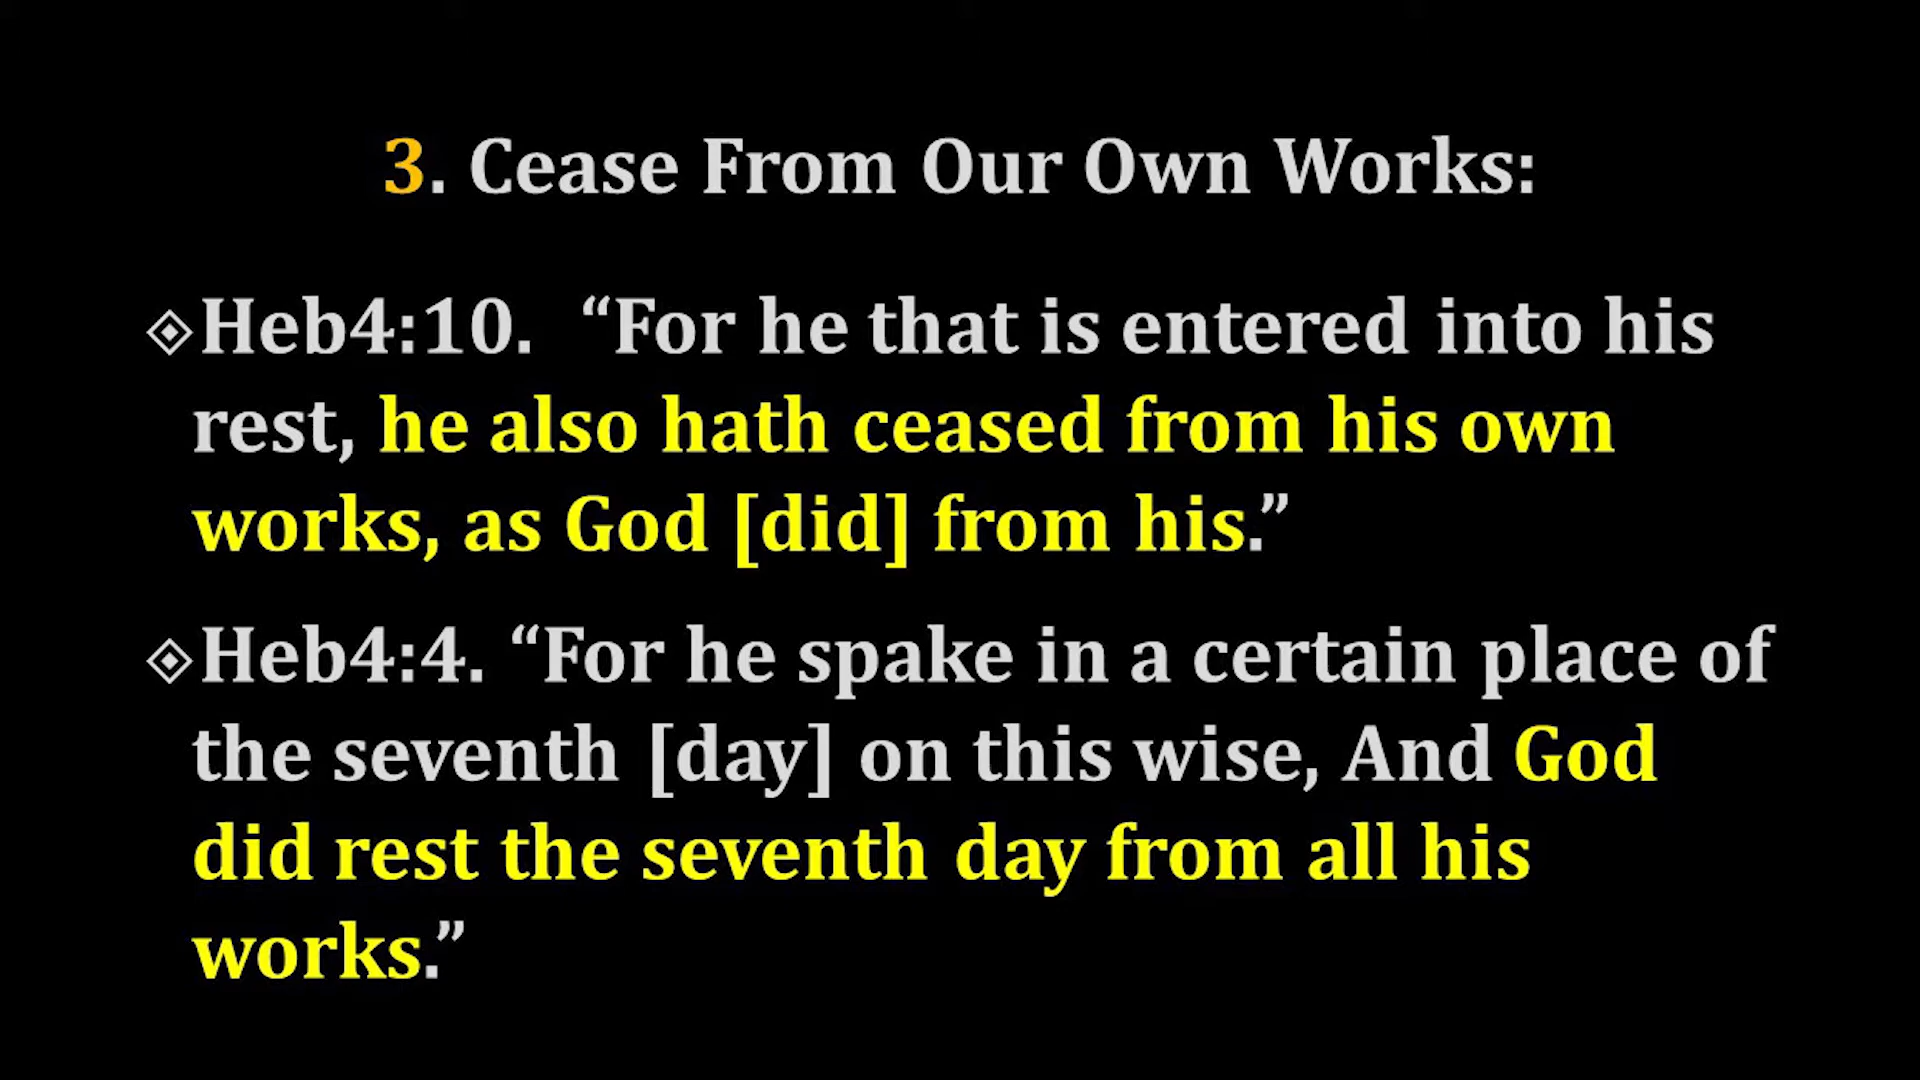 3. Cease From Our Own Works:
Heb4:10. “For he that is entered into his
rest, he also hath ceased from his own
works, as God [did] from his.”
Heb4:4. “For he spake in a certain place of
the seventh [day] on this wise, And God
did rest the seventh day from all his
works.”